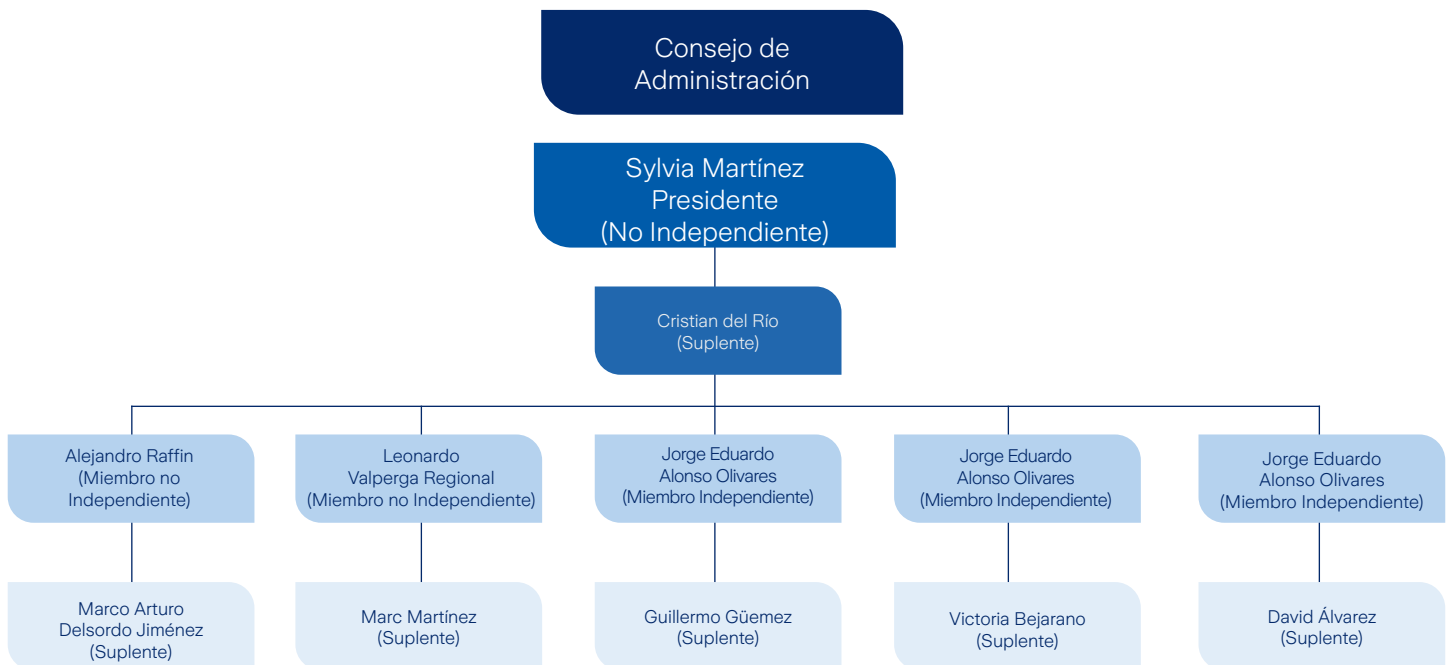 Consejo de
Administración
Sylvia Martínez
Presidente
(No Independiente)
Cristian del Río
(Suplente)
Alejandro Raffin
(Miembro no
Independiente)
Leonardo
Valperga Regional
(Miembro no Independiente)
Jorge Eduardo
Alonso Olivares
(Miembro Independiente)
Jorge Eduardo
Alonso Olivares
(Miembro Independiente)
Jorge Eduardo
Alonso Olivares
(Miembro Independiente)
Marco Arturo
Delsordo Jiménez
(Suplente)
Marc Martínez
(Suplente)
Guillermo Güemez
(Suplente)
Victoria Bejarano
(Suplente)
David Álvarez
(Suplente)